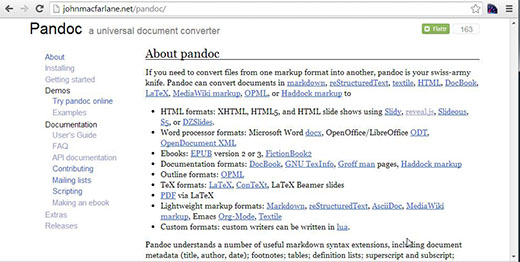 johnmacfarlane.net/pandoc/
Pandoc a universal document converter
Flattr 163
About
Installing
Getting started
Demos
Try pandoc online
Examples
Documentation
User's Guide
FAQ
API documentation
Contributing
Mailing lists
Scripting
Making an ebook
Extras
Releases
About pandoc
If you need to convert files from one markup format into another, pandoc is your swiss-army
knife. Pandoc can convert documents in markdown, reStructuredText, textile, HTML, DocBook,
LaTeX, MediaWiki markup, OPML, or Haddock markup to
• HTML formats: XHTML, HTML5, and HTML slide shows using Slidy, reveal.js, Slideous,
S5, or DZSlides.
• Word processor formats: Microsoft Word docx, OpenOffice/LibreOffice ODT,
OpenDocument XML
• Ebooks: EPUB version 2 or 3, FictionBook2
• Documentation formats: DocBook, GNU TexInfo, Groff man pages, Haddock markup
• Outline formats: OPML
• TeX formats: LaTeX, ConTeXt, LaTeX Beamer slides
• PDF via LaTeX
• Lightweight markup formats: Markdown, reStructuredText, AsciiDoc, MediaWiki
markup, Emacs Org-Mode, Textile
• Custom formats: custom writers can be written in lua.
Pandoc understands a number of useful markdown syntax extensions, including document
metadata (title, author, date); footnotes; tables; definition lists; superscript and subscript;